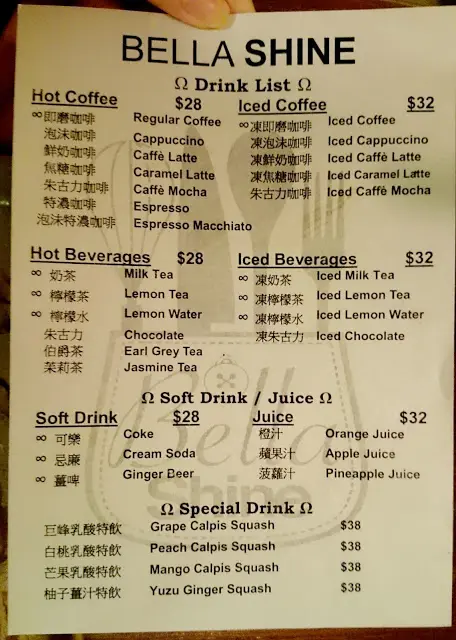 BELLA SHINE
Ω Drink List Ω
Hot Coffee $28 Iced Coffee $32
∞即磨咖啡 Regular Coffee ∞凍即磨咖啡 Iced Coffee
泡沫咖啡 Cappuccino 凍泡沫咖啡 Iced Cappuccino
鮮奶咖啡 Caffè Latte 凍鮮奶咖啡 Iced Caffè Latte
焦糖咖啡 Caramel Latte 凍焦糖咖啡 Iced Caramel Latte
朱古力咖啡 Caffè Mocha 朱古力咖啡 Iced Caffé Mocha
特濃咖啡 Espresso
泡沫特濃咖啡 Espresso Macchiato
Hot Beverages $28 Iced Beverages $32
∞ 奶茶 Milk Tea ∞ 凍奶茶 Iced Milk Tea
∞ 檸檬茶 Lemon Tea ∞ 凍檸檬茶 Iced Lemon Tea
∞ 檸檬水 Lemon Water ∞ 凍檸檬水 Iced Lemon Water
朱古力 Chocolate 凍朱古力 Iced Chocolate
伯爵茶 Earl Grey Tea
茉莉茶 Jasmine Tea
Ω Soft Drink / Juice Ω
Soft Drink $28 Juice $32
∞ 可樂 Coke 橙汁 Orange Juice
∞ 忌廉 Cream Soda 蘋果汁 Apple Juice
∞ 薑啤 Ginger Beer 菠蘿汁 Pineapple Juice
Ω Special Drink Ω
巨峰乳酸特飲 Grape Calpis Squash $38
白桃乳酸特飲 Peach Calpis Squash $38
芒果乳酸特飲 Mango Calpis Squash $38
柚子薑汁特飲 Yuzu Ginger Squash $38
Bella
Shine